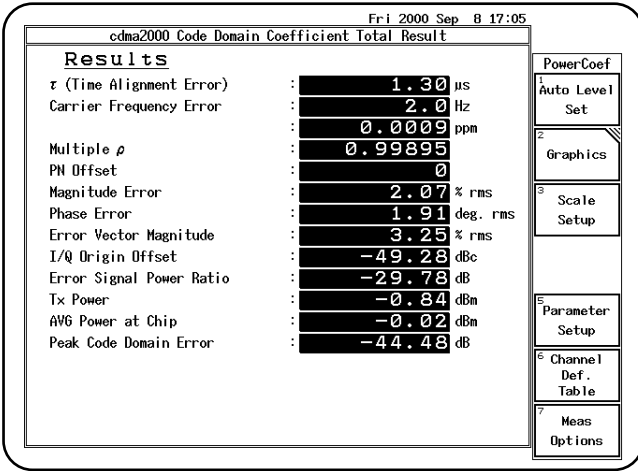 Fri 2000 Sep 8 17:05
cdma2000 Code Domain Coefficient Total Result
Results
τ (Time Alignment Error) : 1.30 µs
Carrier Frequency Error : 2.0 Hz
: 0.0009 ppm
Multiple ρ : 0.99895
PN Offset : 0
Magnitude Error : 2.07 % rms
Phase Error : 1.91 deg. rms
Error Vector Magnitude : 3.25 % rms
I/Q Origin Offset : -49.28 dBc
Error Signal Power Ratio : -29.78 dB
Tx Power : -0.84 dBm
AVG Power at Chip : -0.02 dBm
Peak Code Domain Error : -44.48 dB
PowerCoef
1
Auto Level
Set
2
Graphics
3
Scale
Setup
5
Parameter
Setup
6
Channel
Def.
Table
7
Meas
Options